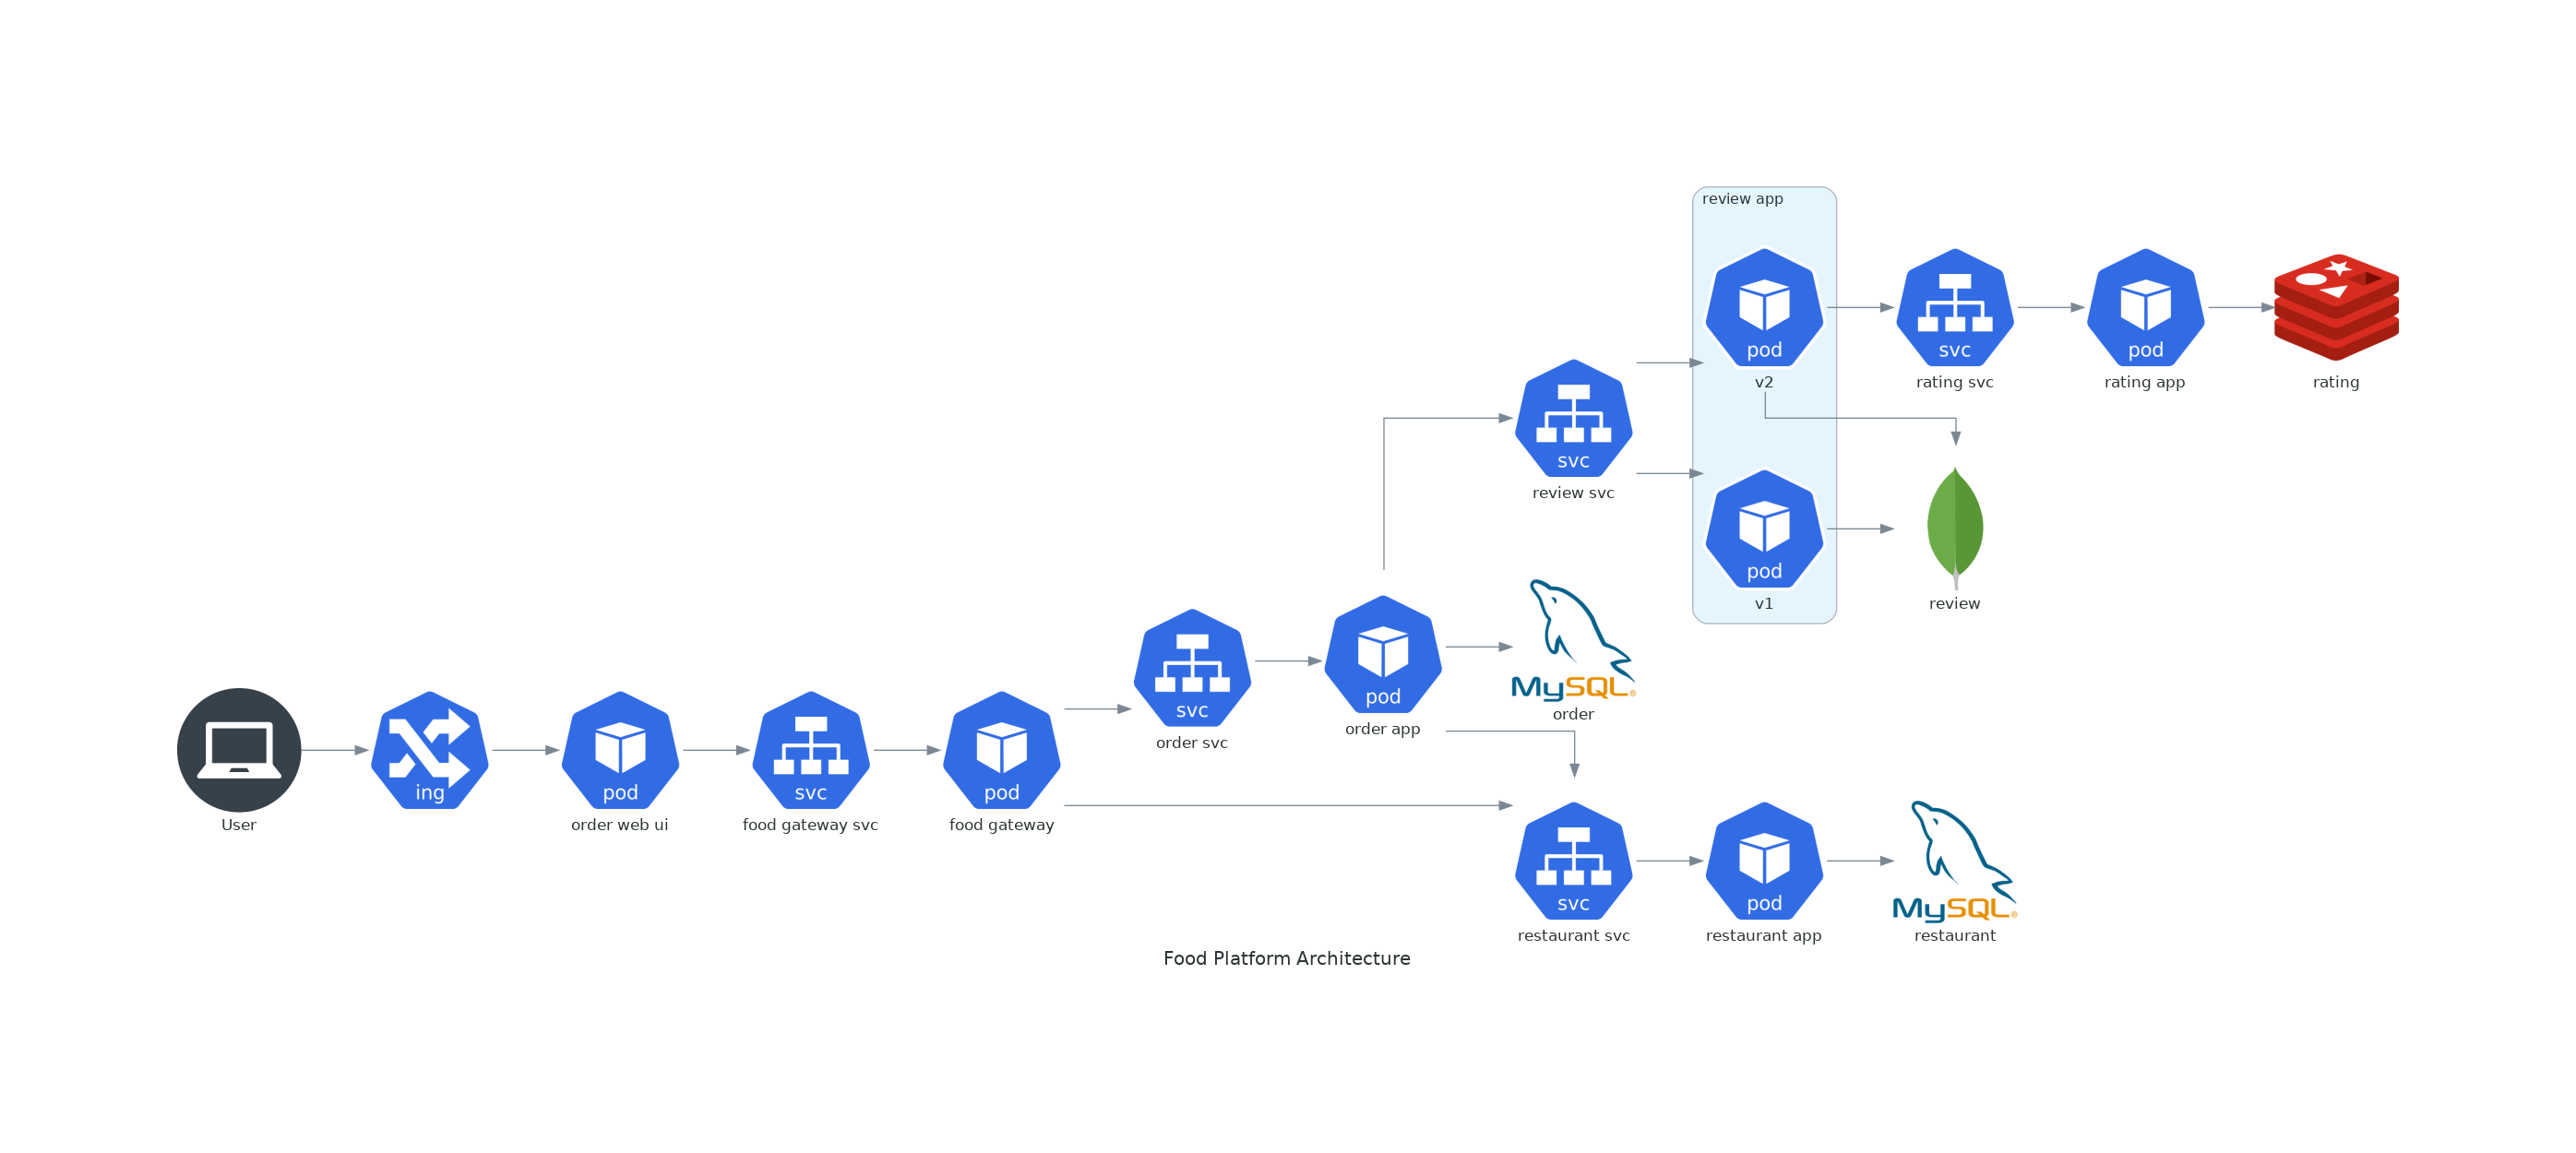 review app
pod
v2
svc
rating svc
pod
rating app
rating
svc
review svc
pod
v1
review
svc
order svc
pod
order app
MySQL®
order
User
ing
pod
order web ui
svc
food gateway svc
pod
food gateway
svc
restaurant svc
pod
restaurant app
MySQL®
restaurant
Food Platform Architecture